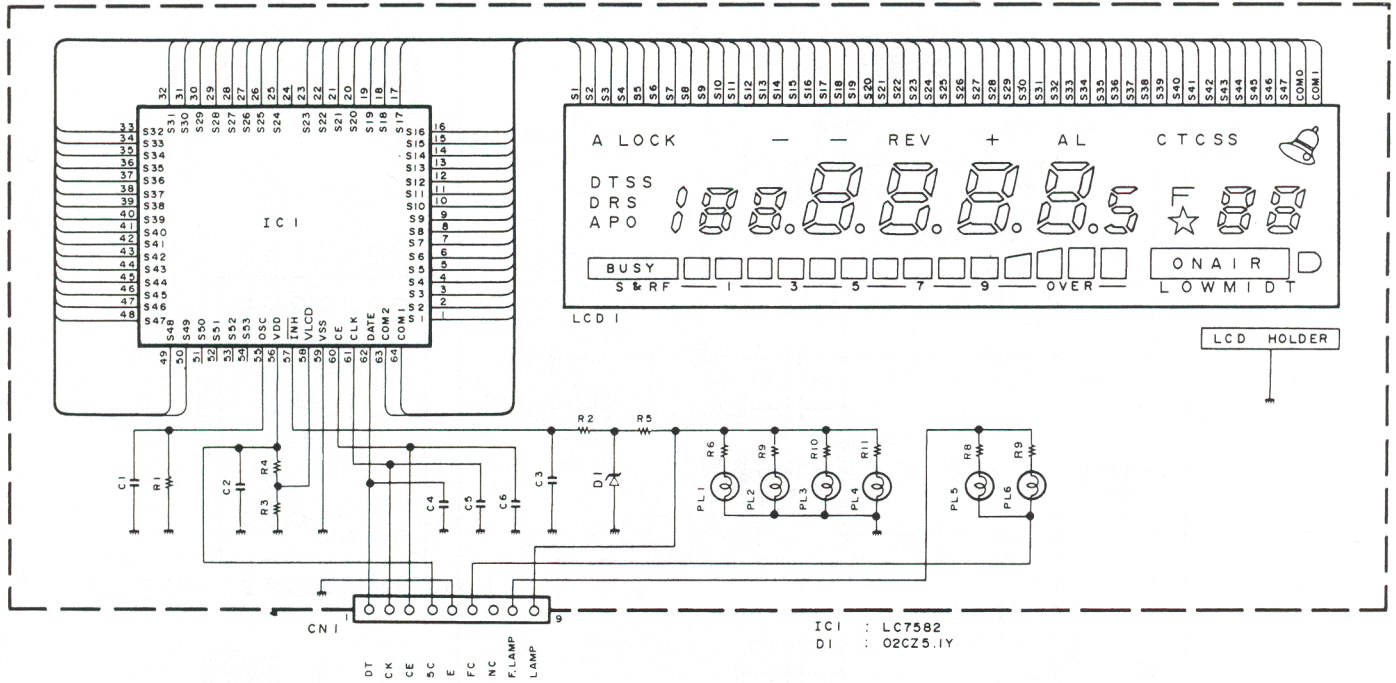 32 31 30 29 28 27 26 25 24 23 22 21 20 19 18 17
S31 S30 S29 S28 S27 S26 S25 S24 S23 S22 S21 S20 S19 S18 S17
33 S32
34 S33
35 S34
36 S35
37 S36
38 S37
39 S38
40 S39
41 S40
42 S41
43 S42
44 S43
45 S44
46 S45
47 S46
48 S47
IC1
S16 16
S15 15
S14 14
S13 13
S12 12
S11 11
S10 10
S9 9
S8 8
S7 7
S6 6
S5 5
S4 4
S3 3
S2 2
S1 1
S48 S49 S50 S51 S52 S53 OSC VDD INH VLCD VSS CE CLK DATE COM2 COM1
49 50 51 52 53 54 55 56 57 58 59 60 61 62 63 64
S1 S2 S3 S4 S5 S6 S7 S8 S9 S10 S11 S12 S13 S14 S15 S16 S17 S18 S19 S20 S21 S22 S23 S24 S25 S26 S27 S28 S29 S30 S31 S32 S33 S34 S35 S36 S37 S38 S39 S40 S41 S42 S43 S44 S45 S46 S47 COM0 COM1
A LOCK – – REV + AL CTCSS
DTSS
DRS
APO
188.8.8.8.8.5 F 88
BUSY ONAIR D
S&RF 1 3 5 7 9 OVER LOWMIDT
LCD1
LCD HOLDER
C1 R1 C2 R4 R3 C4 C5 C6 C3 R2 D1 R5
R6 R9 R10 R11 R8 R9
PL1 PL2 PL3 PL4 PL5 PL6
CN1 1 9
DT CK CE 5C E FC NC F.LAMP LAMP
IC1 : LC7582
D1 : 02CZ5.1Y